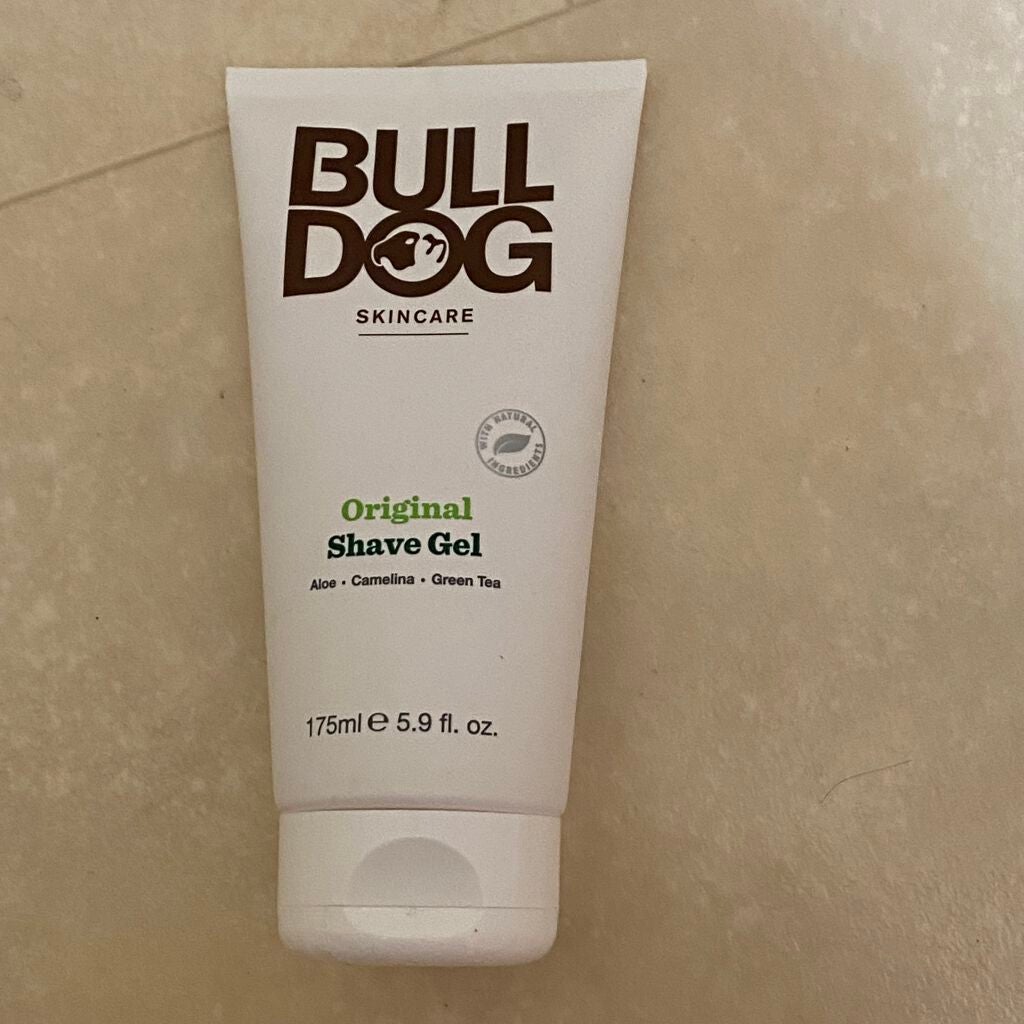 BULL
DOG
SKINCARE
WITH NATURAL
INGREDIENTS
Original
Shave Gel
Aloe • Camelina • Green Tea
175ml ℮ 5.9 fl. oz.